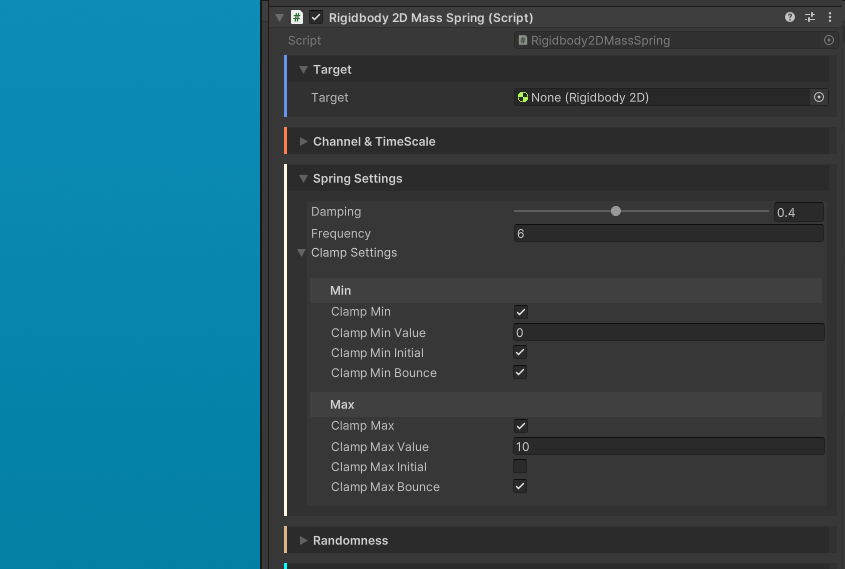 Rigidbody 2D Mass Spring (Script)
Script Rigidbody2DMassSpring
Target
Target None (Rigidbody 2D)
Channel & TimeScale
Spring Settings
Damping 0.4
Frequency 6
Clamp Settings
Min
Clamp Min
Clamp Min Value 0
Clamp Min Initial
Clamp Min Bounce
Max
Clamp Max
Clamp Max Value 10
Clamp Max Initial
Clamp Max Bounce
Randomness